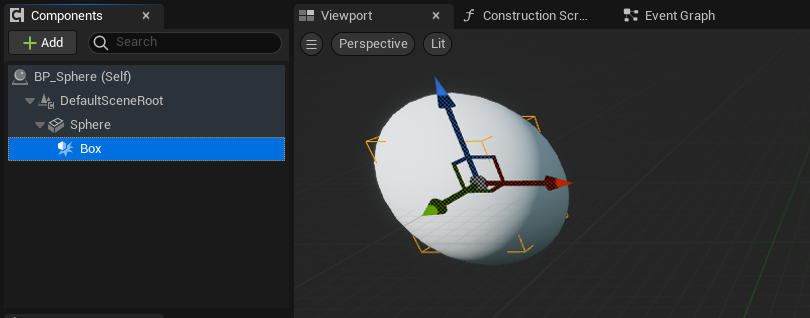 Components
Add
Search
BP_Sphere (Self)
DefaultSceneRoot
Sphere
Box
Viewport
Construction Scr...
Event Graph
Perspective
Lit